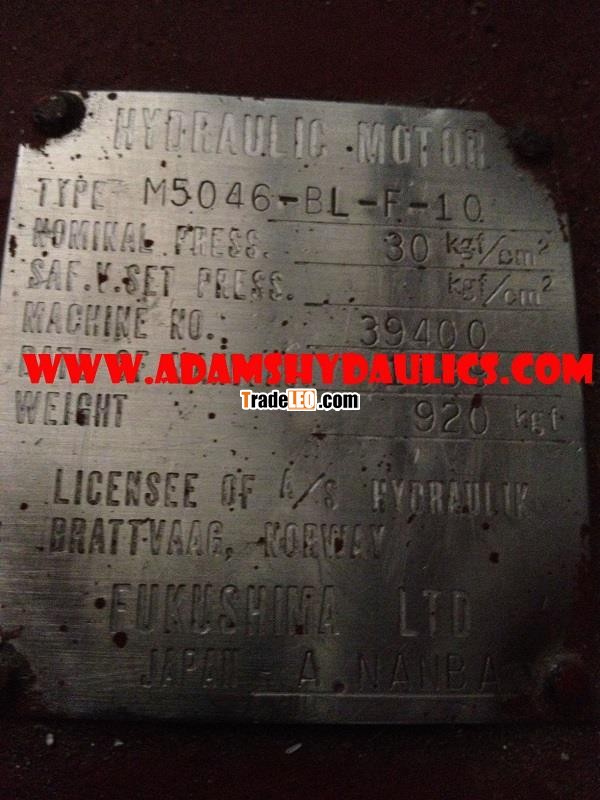 HYDRAULIC MOTOR
TYPE M5046-BL-F-10
NOMINAL PRESS. 30 kgf/cm²
SAF.V.SET PRESS. kgf/cm²
MACHINE NO. 39400
WWW.ADAMSHYDAULICS.COM
TradeLEO.com
WEIGHT 920 kgf
LICENSEE OF A/S HYDRAULIK
BRATTVAAG, NORWAY
FUKUSHIMA LTD
JAPAN A NANBA